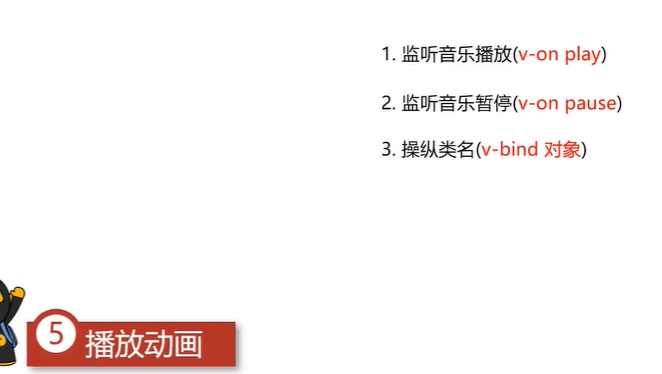 1. 监听音乐播放(v-on play)
2. 监听音乐暂停(v-on pause)
3. 操纵类名(v-bind 对象)
5 播放动画